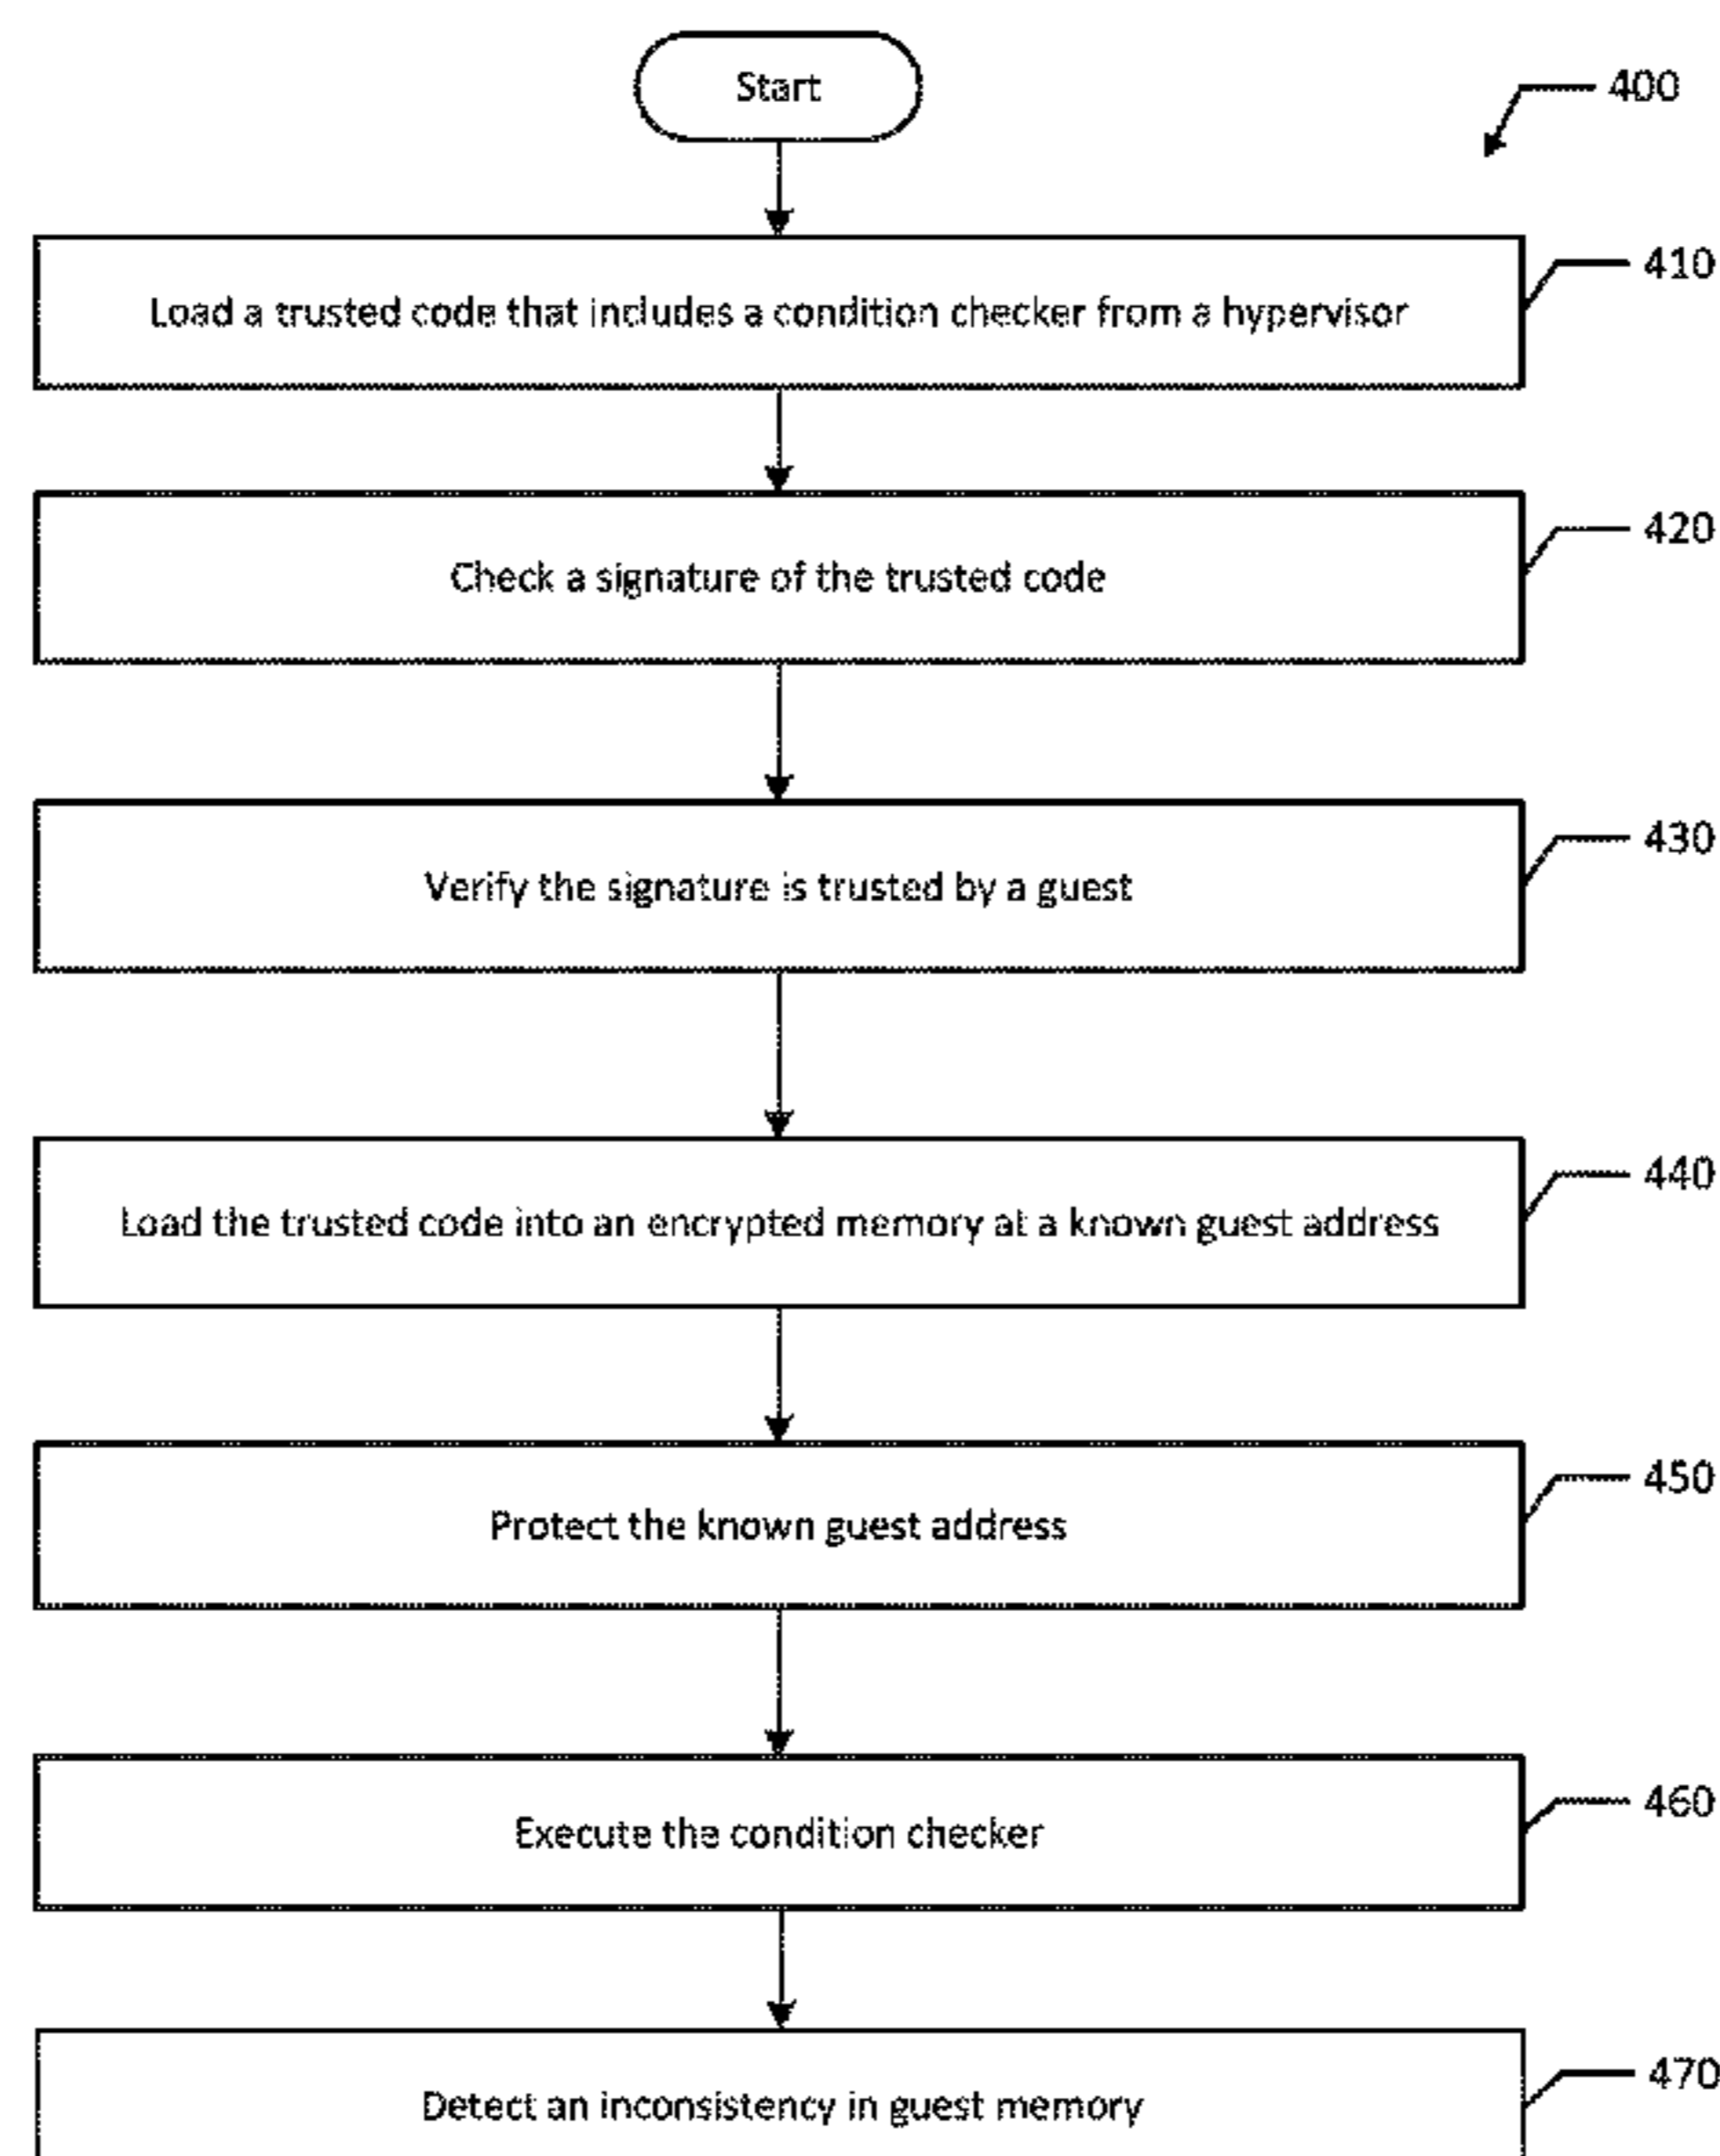 Start
400
410
Load a trusted code that includes a condition checker from a hypervisor
420
Check a signature of the trusted code
430
Verify the signature is trusted by a guest
440
Load the trusted code into an encrypted memory at a known guest address
450
Protect the known guest address
460
Execute the condition checker
470
Detect an inconsistency in guest memory